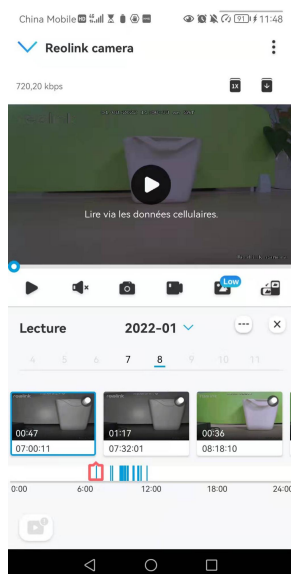 China Mobile 91 11:48
Reolink camera
720,20 kbps
1X
Lire via les données cellulaires.
Low
Lecture 2022-01
4 5 6 7 8 9 10 11
00:47 01:17 00:36
07:00:11 07:32:01 08:18:10
0:00 6:00 12:00 18:00 24:00